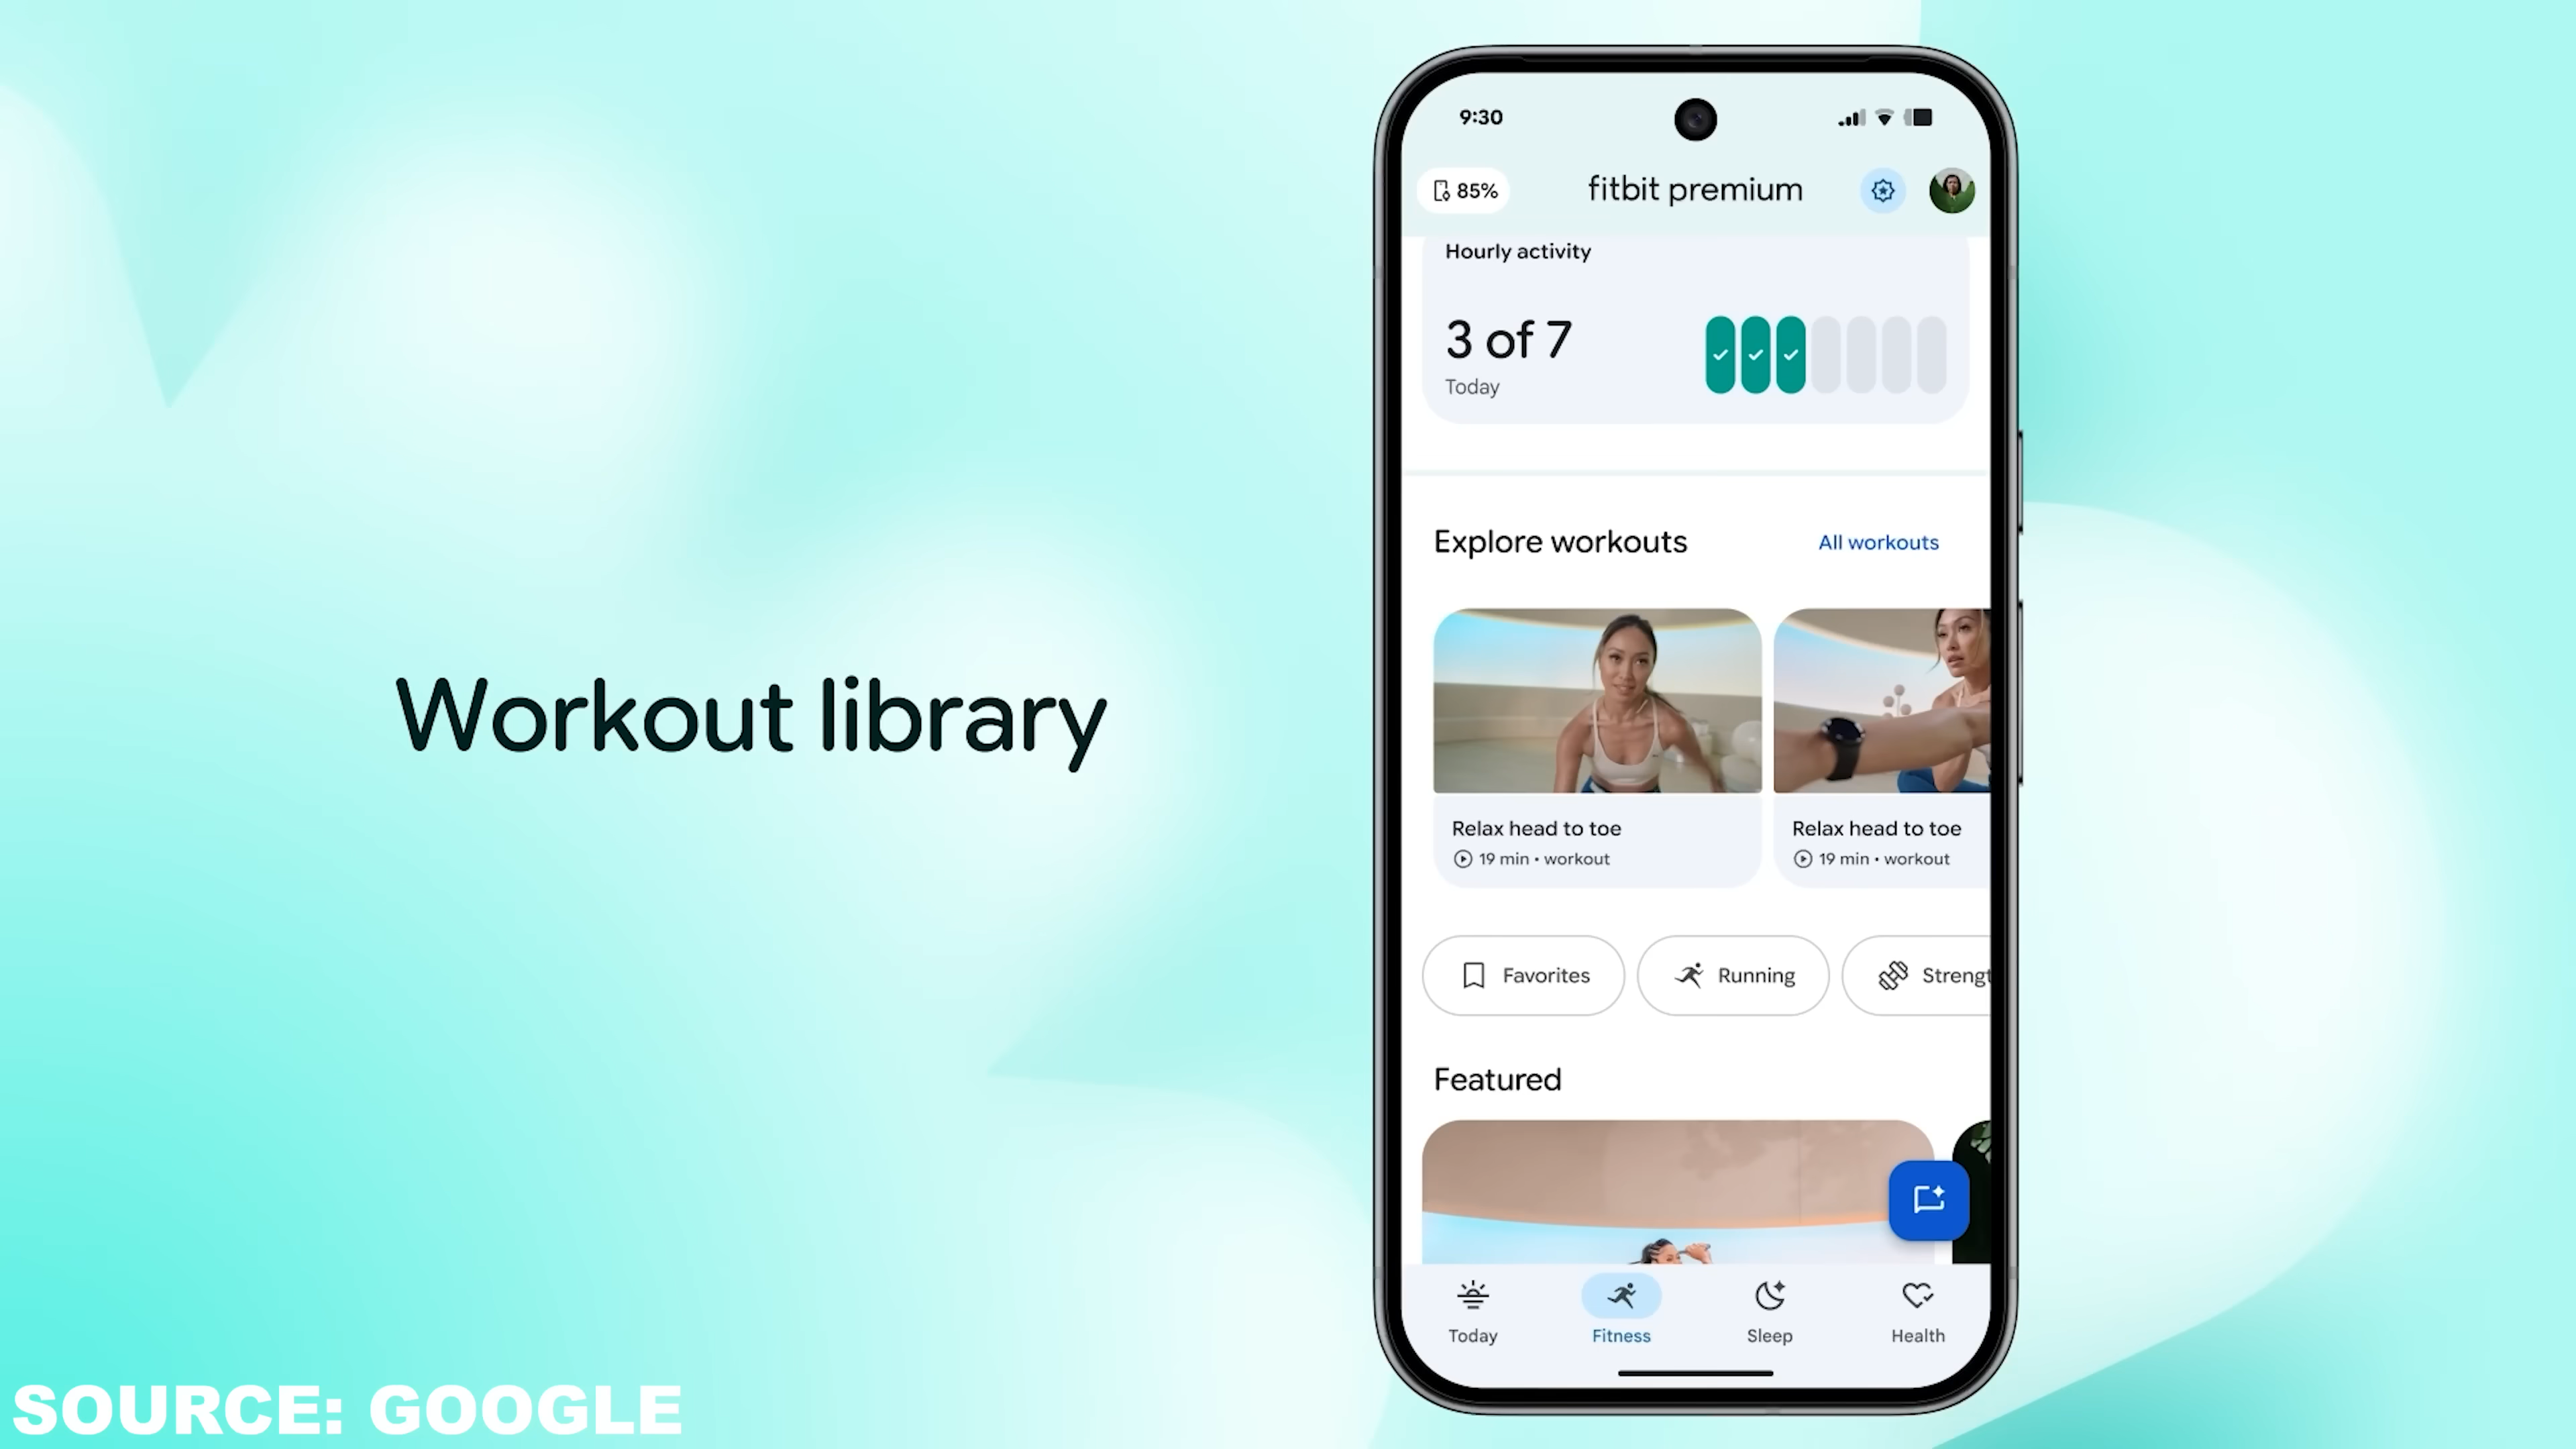 Workout library
SOURCE: GOOGLE
9:30
85%
fitbit premium
Hourly activity
3 of 7
Today
Explore workouts
All workouts
Relax head to toe
19 min • workout
Relax head to toe
19 min • workout
Favorites
Running
Strengt
Featured
Today
Fitness
Sleep
Health